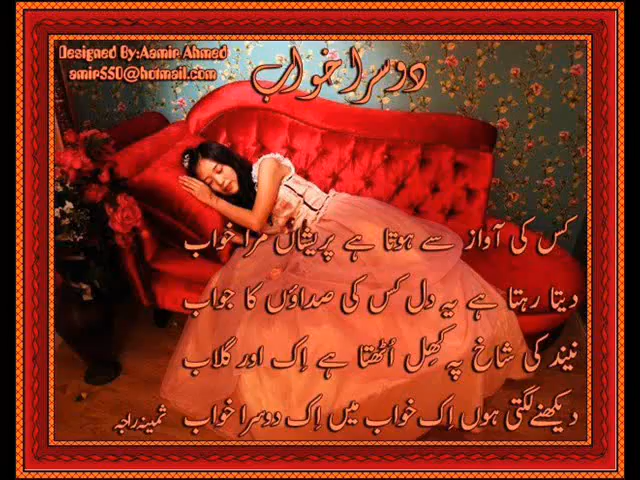 Designed By:Aamir Ahmed
amirSSO@hotmail.com
دوسرا خواب
کس کی آواز سے ہوتا ہے پریشاں مرا خواب
دیتا رہتا ہے یہ دل کس کی صداؤں کا جواب
نیند کی شاخ پہ کھِل اُٹھتا ہے اِک اور گلاب
دیکھنے لگتی ہوں اِک خواب میں اِک دوسرا خواب
ثمینہ راجہ